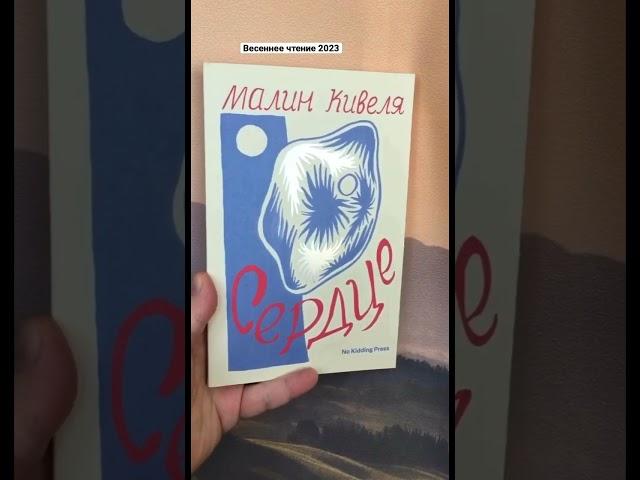 Весеннее чтение 2023
Малин Кивеля
Сердце
No Kidding Press